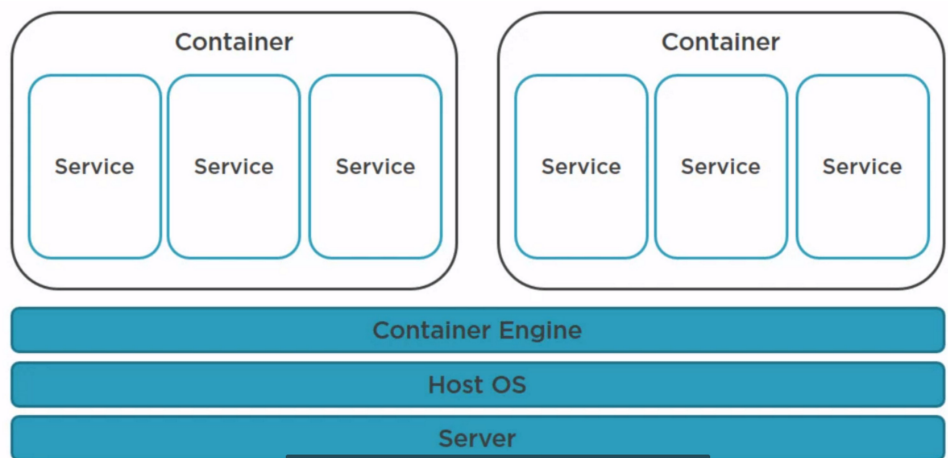 Container
Container
Service
Service
Service
Service
Service
Service
Container Engine
Host OS
Server